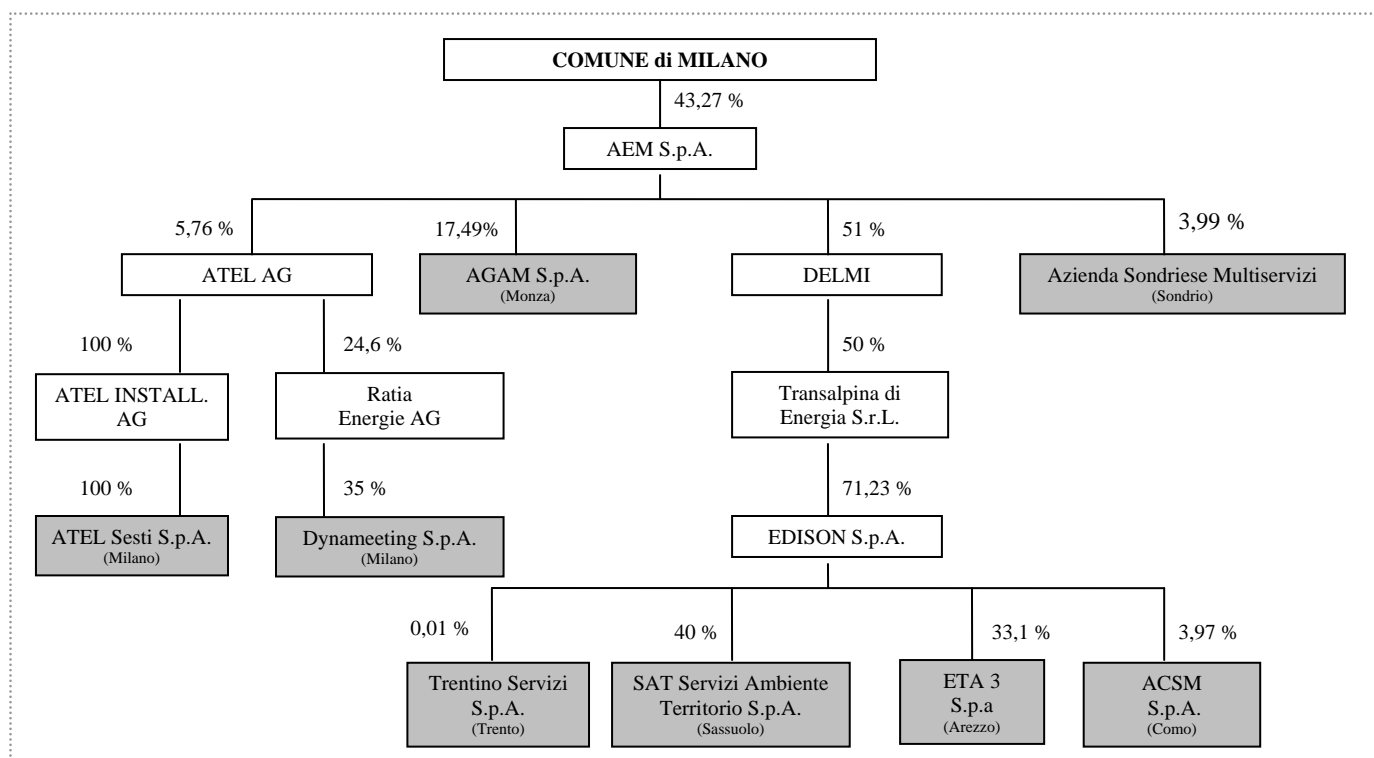 COMUNE di MILANO
43,27 %
AEM S.p.A.
5,76 %
17,49%
51 %
3,99 %
ATEL AG
AGAM S.p.A.
(Monza)
DELMI
Azienda Sondriese Multiservizi
(Sondrio)
100 %
24,6 %
50 %
ATEL INSTALL.
AG
Ratia
Energie AG
Transalpina di
Energia S.r.L.
100 %
35 %
71,23 %
ATEL Sesti S.p.A.
(Milano)
Dynameeting S.p.A.
(Milano)
EDISON S.p.A.
0,01 %
40 %
33,1 %
3,97 %
Trentino Servizi
S.p.A.
(Trento)
SAT Servizi Ambiente
Territorio S.p.A.
(Sassuolo)
ETA 3
S.p.a
(Arezzo)
ACSM
S.p.A.
(Como)